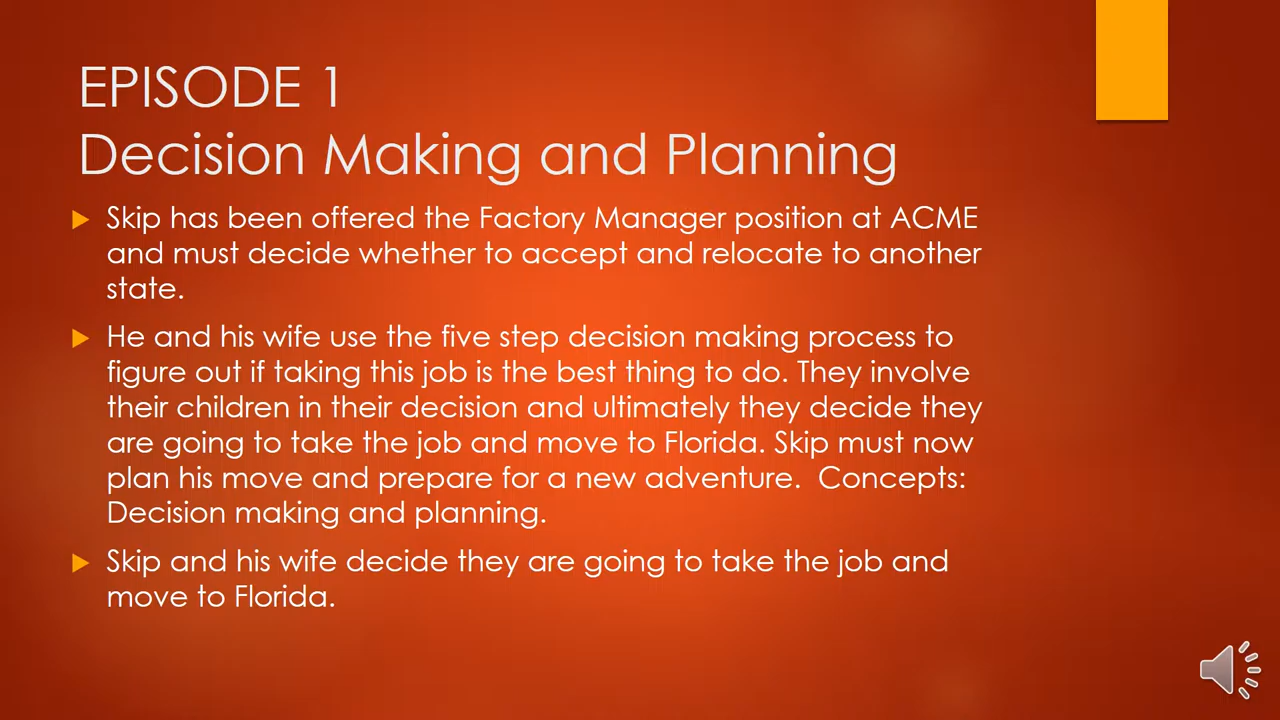 EPISODE 1
Decision Making and Planning
Skip has been offered the Factory Manager position at ACME
and must decide whether to accept and relocate to another
state.
He and his wife use the five step decision making process to
figure out if taking this job is the best thing to do. They involve
their children in their decision and ultimately they decide they
are going to take the job and move to Florida. Skip must now
plan his move and prepare for a new adventure.  Concepts:
Decision making and planning.
Skip and his wife decide they are going to take the job and
move to Florida.